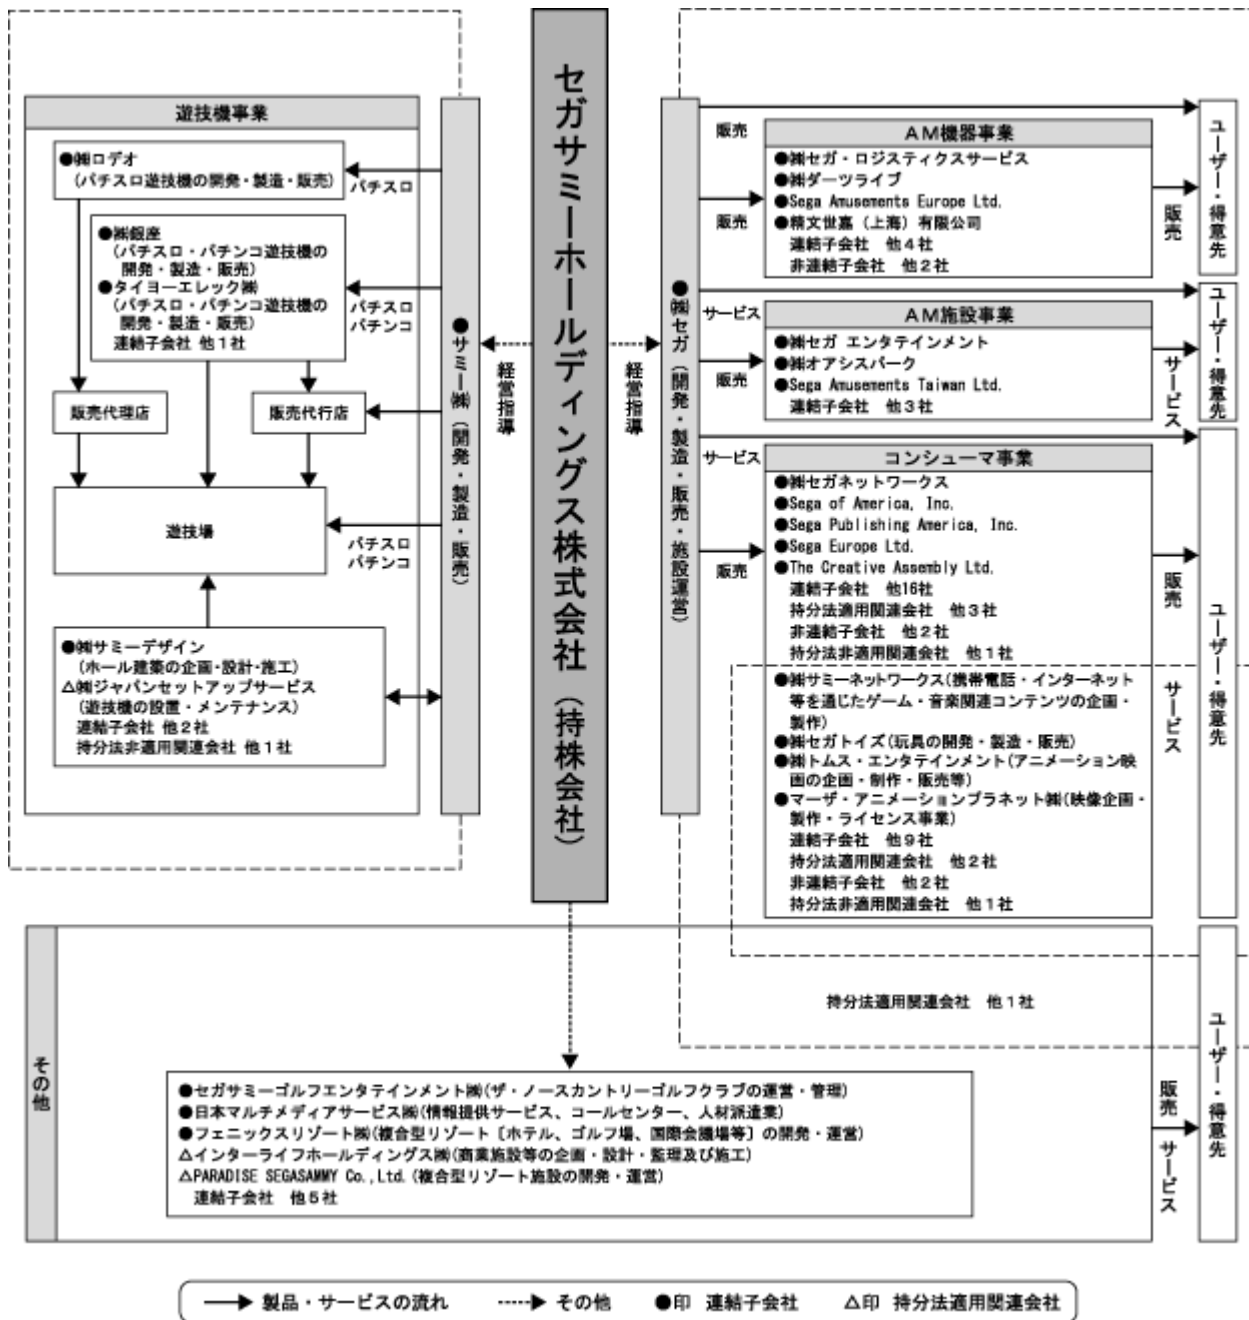 セガサミーホールディングス株式会社（持株会社）
経営指導
経営指導
遊技機事業
●㈱ロデオ
(パチスロ遊技機の開発・製造・販売)
パチスロ
●㈱銀座
(パチスロ・パチンコ遊技機の
開発・製造・販売)
●タイヨーエレック㈱
(パチスロ・パチンコ遊技機の
開発・製造・販売)
連結子会社 他1社
パチスロ
パチンコ
販売代理店
販売代行店
遊技場
パチスロ
パチンコ
●㈱サミーデザイン
(ホール建築の企画・設計・施工)
△㈱ジャパンセットアップサービス
(遊技機の設置・メンテナンス)
連結子会社 他2社
持分法非適用関連会社 他1社
●サミー㈱（開発・製造・販売）
●㈱セガ（開発・製造・販売・施設運営）
販売
AM機器事業
●㈱セガ・ロジスティクスサービス
●㈱ダーツライブ
●Sega Amusements Europe Ltd.
●精文世嘉（上海）有限公司
連結子会社 他4社
非連結子会社 他2社
販売
販売
ユーザー・得意先
サービス
AM施設事業
●㈱セガ エンタテインメント
●㈱オアシスパーク
●Sega Amusements Taiwan Ltd.
連結子会社 他3社
販売
サービス
ユーザー・得意先
サービス
コンシューマ事業
●㈱セガネットワークス
●Sega of America, Inc.
●Sega Publishing America, Inc.
●Sega Europe Ltd.
●The Creative Assembly Ltd.
連結子会社 他16社
持分法適用関連会社 他3社
非連結子会社 他2社
持分法非適用関連会社 他1社
販売
販売
サービス
●㈱サミーネットワークス(携帯電話・インターネット
等を通じたゲーム・音楽関連コンテンツの企画・
製作)
●㈱セガトイズ(玩具の開発・製造・販売)
●㈱トムス・エンタテインメント(アニメーション映
画の企画・制作・販売等)
●マーザ・アニメーションプラネット㈱(映像企画・
製作・ライセンス事業)
連結子会社 他9社
持分法適用関連会社 他2社
非連結子会社 他2社
持分法非適用関連会社 他1社
ユーザー・得意先
その他
持分法適用関連会社 他1社
●セガサミーゴルフエンタテインメント㈱(ザ・ノースカントリーゴルフクラブの運営・管理)
●日本マルチメディアサービス㈱(情報提供サービス、コールセンター、人材派遣業)
●フェニックスリゾート㈱(複合型リゾート［ホテル、ゴルフ場、国際会議場等］の開発・運営)
△インターライフホールディングス㈱(商業施設等の企画・設計・監理及び施工)
△PARADISE SEGASAMMY Co.,Ltd.(複合型リゾート施設の開発・運営)
連結子会社 他5社
販売
サービス
ユーザー・得意先
製品・サービスの流れ
その他
●印 連結子会社
△印 持分法適用関連会社